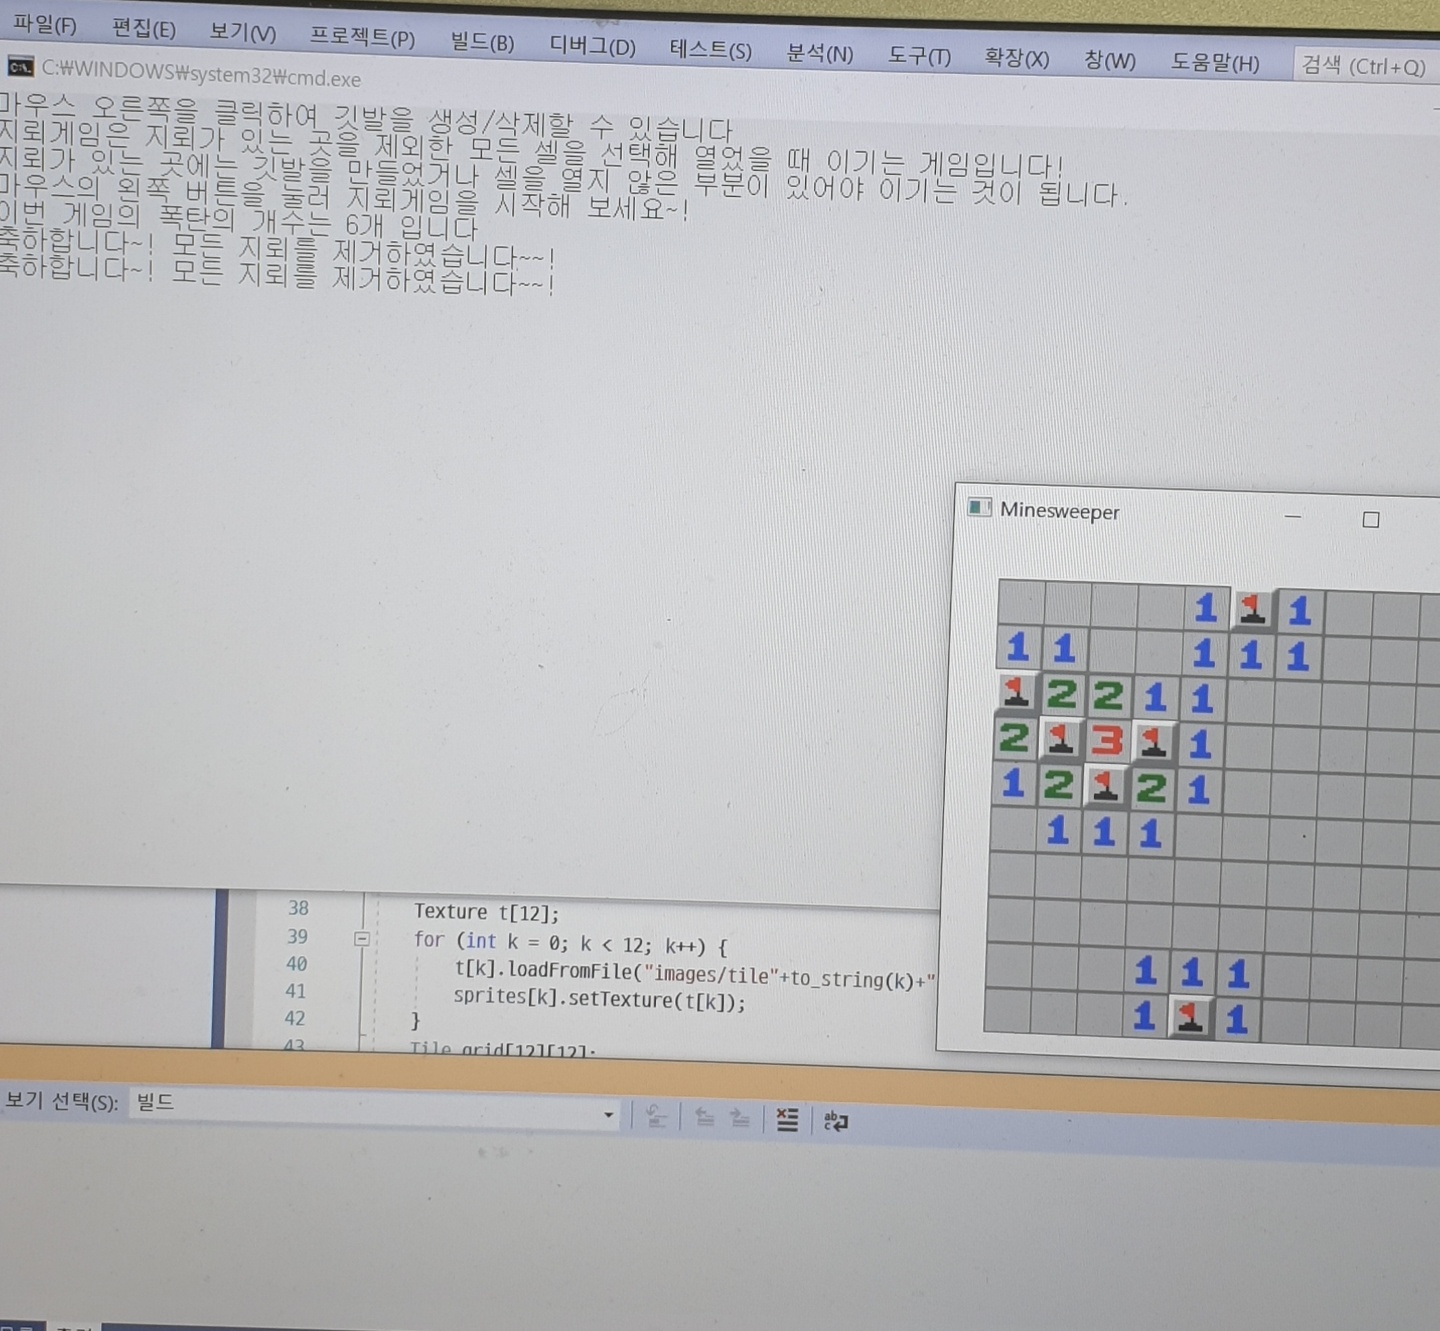 파일(F) 편집(E) 보기(V) 프로젝트(P) 빌드(B) 디버그(D) 테스트(S) 분석(N) 도구(T) 확장(X) 창(W) 도움말(H) 검색 (Ctrl+Q)
C:₩WINDOWS₩system32₩cmd.exe
마우스 오른쪽을 클릭하여 깃발을 생성/삭제할 수 있습니다
지뢰게임은 지뢰가 있는 곳을 제외한 모든 셀을 선택해 열었을 때 이기는 게임입니다!
지뢰가 있는 곳에는 깃발을 만들었거나 셀을 열지 않은 부분이 있어야 이기는 것이 됩니다.
마우스의 왼쪽 버튼을 눌러 지뢰게임을 시작해 보세요~!
이번 게임의 폭탄의 개수는 6개 입니다
축하합니다~! 모든 지뢰를 제거하였습니다~~!
축하합니다~! 모든 지뢰를 제거하였습니다~~!
Minesweeper
1 1
1 1 1 1 1
2 2 1 1
2 3 1
1 2 2 1
1 1 1
1 1 1
1 1
38 Texture t[12];
39 for (int k = 0; k < 12; k++) {
40 t[k].loadFromFile("images/tile"+to_string(k)+"
41 sprites[k].setTexture(t[k]);
42 }
43 Tile grid[12][12];
보기 선택(S): 빌드